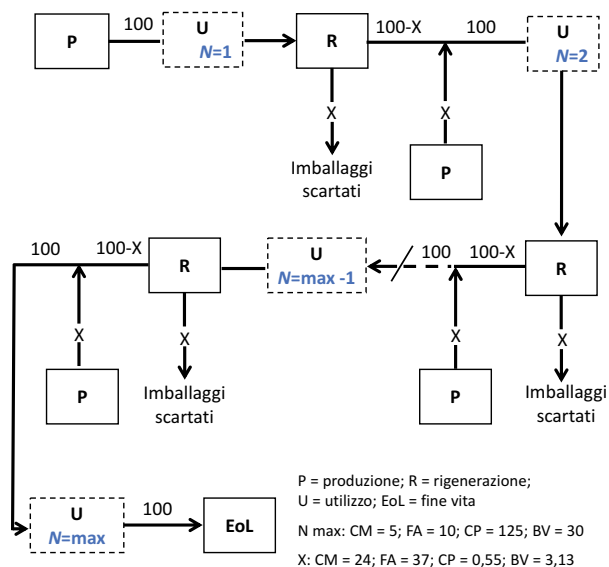 P
100
U
N=1
R
100-X
100
U
N=2
X
Imballaggi
scartati
X
P
100
100-X
R
U
N=max -1
100
100-X
R
X
P
X
Imballaggi
scartati
X
P
X
Imballaggi
scartati
U
N=max
100
EoL
P = produzione; R = rigenerazione;
U = utilizzo; EoL = fine vita
N max: CM = 5; FA = 10; CP = 125; BV = 30
X: CM = 24; FA = 37; CP = 0,55; BV = 3,13